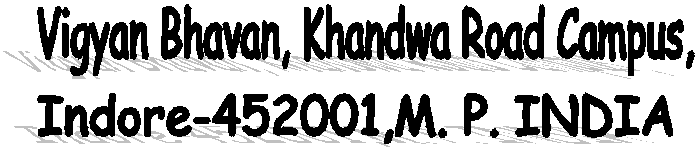 Vigyan Bhavan, Khandwa Road Campus,
Indore-452001,M. P. INDIA